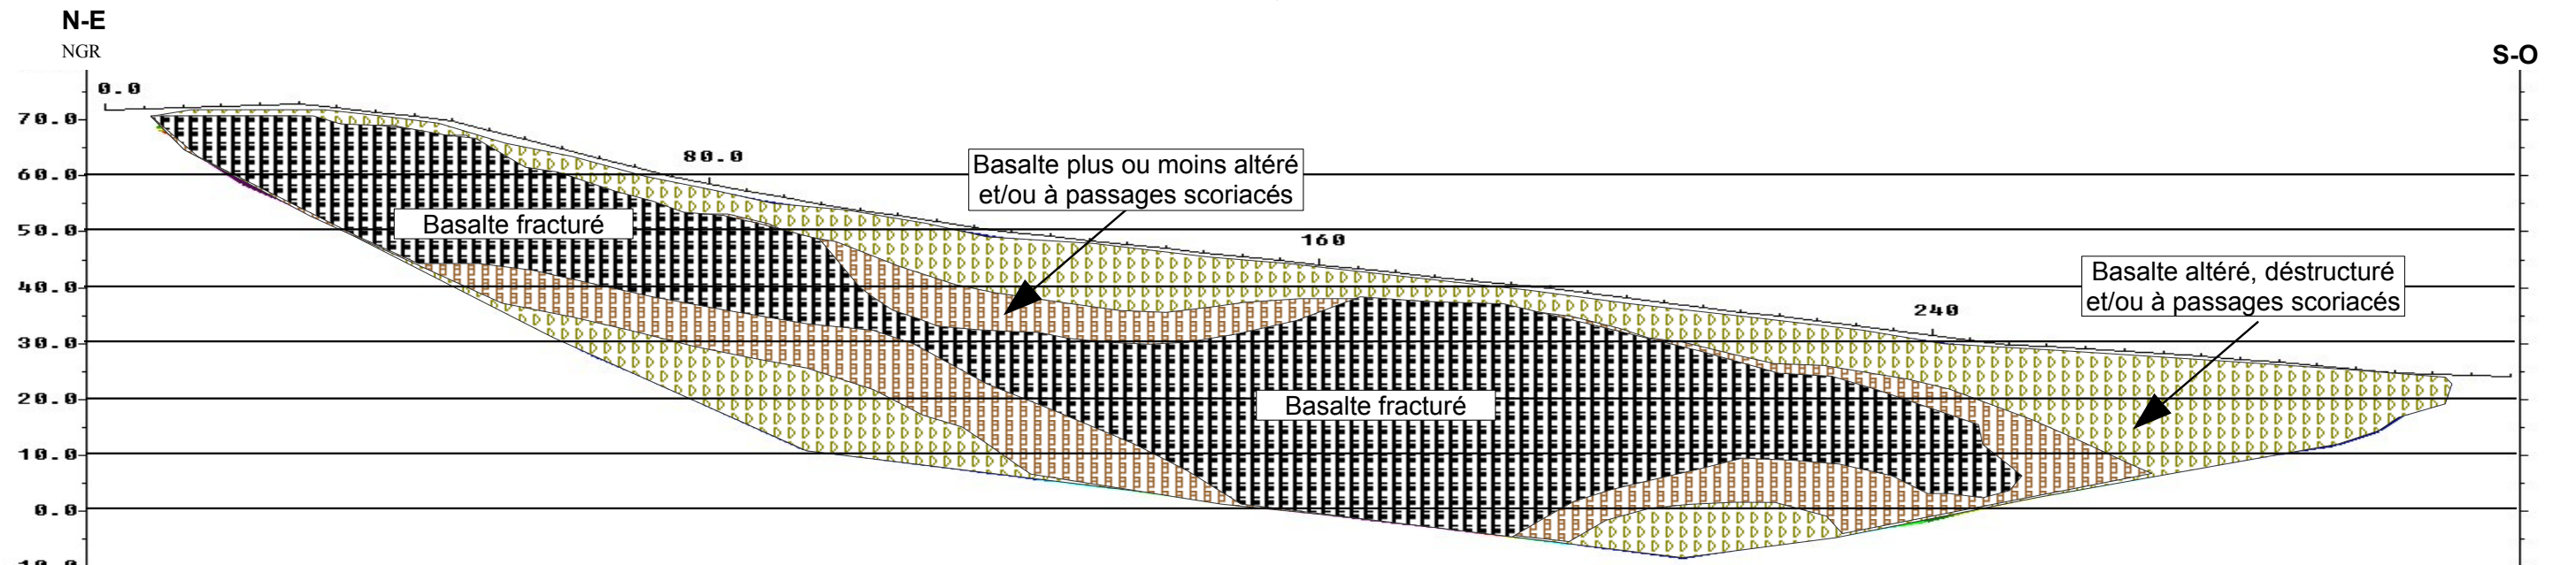 N-E
NGR
S-O
0.0
70.0
80.0
Basalte plus ou moins altéré
et/ou à passages scoriacés
60.0
Basalte fracturé
50.0
160
Basalte altéré, déstructuré
et/ou à passages scoriacés
40.0
240
30.0
Basalte fracturé
20.0
10.0
0.0